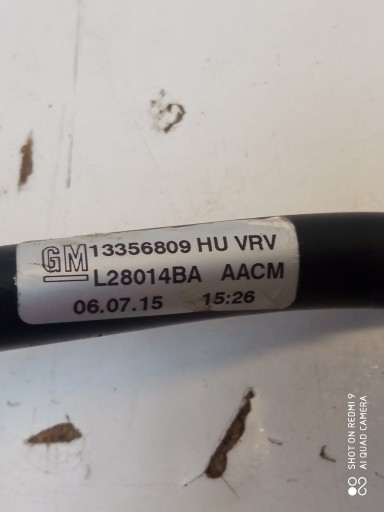 GM 13356809 HU VRV
L28014BA AACM
06.07.15 15:26
SHOT ON REDMI 9
AI QUAD CAMERA